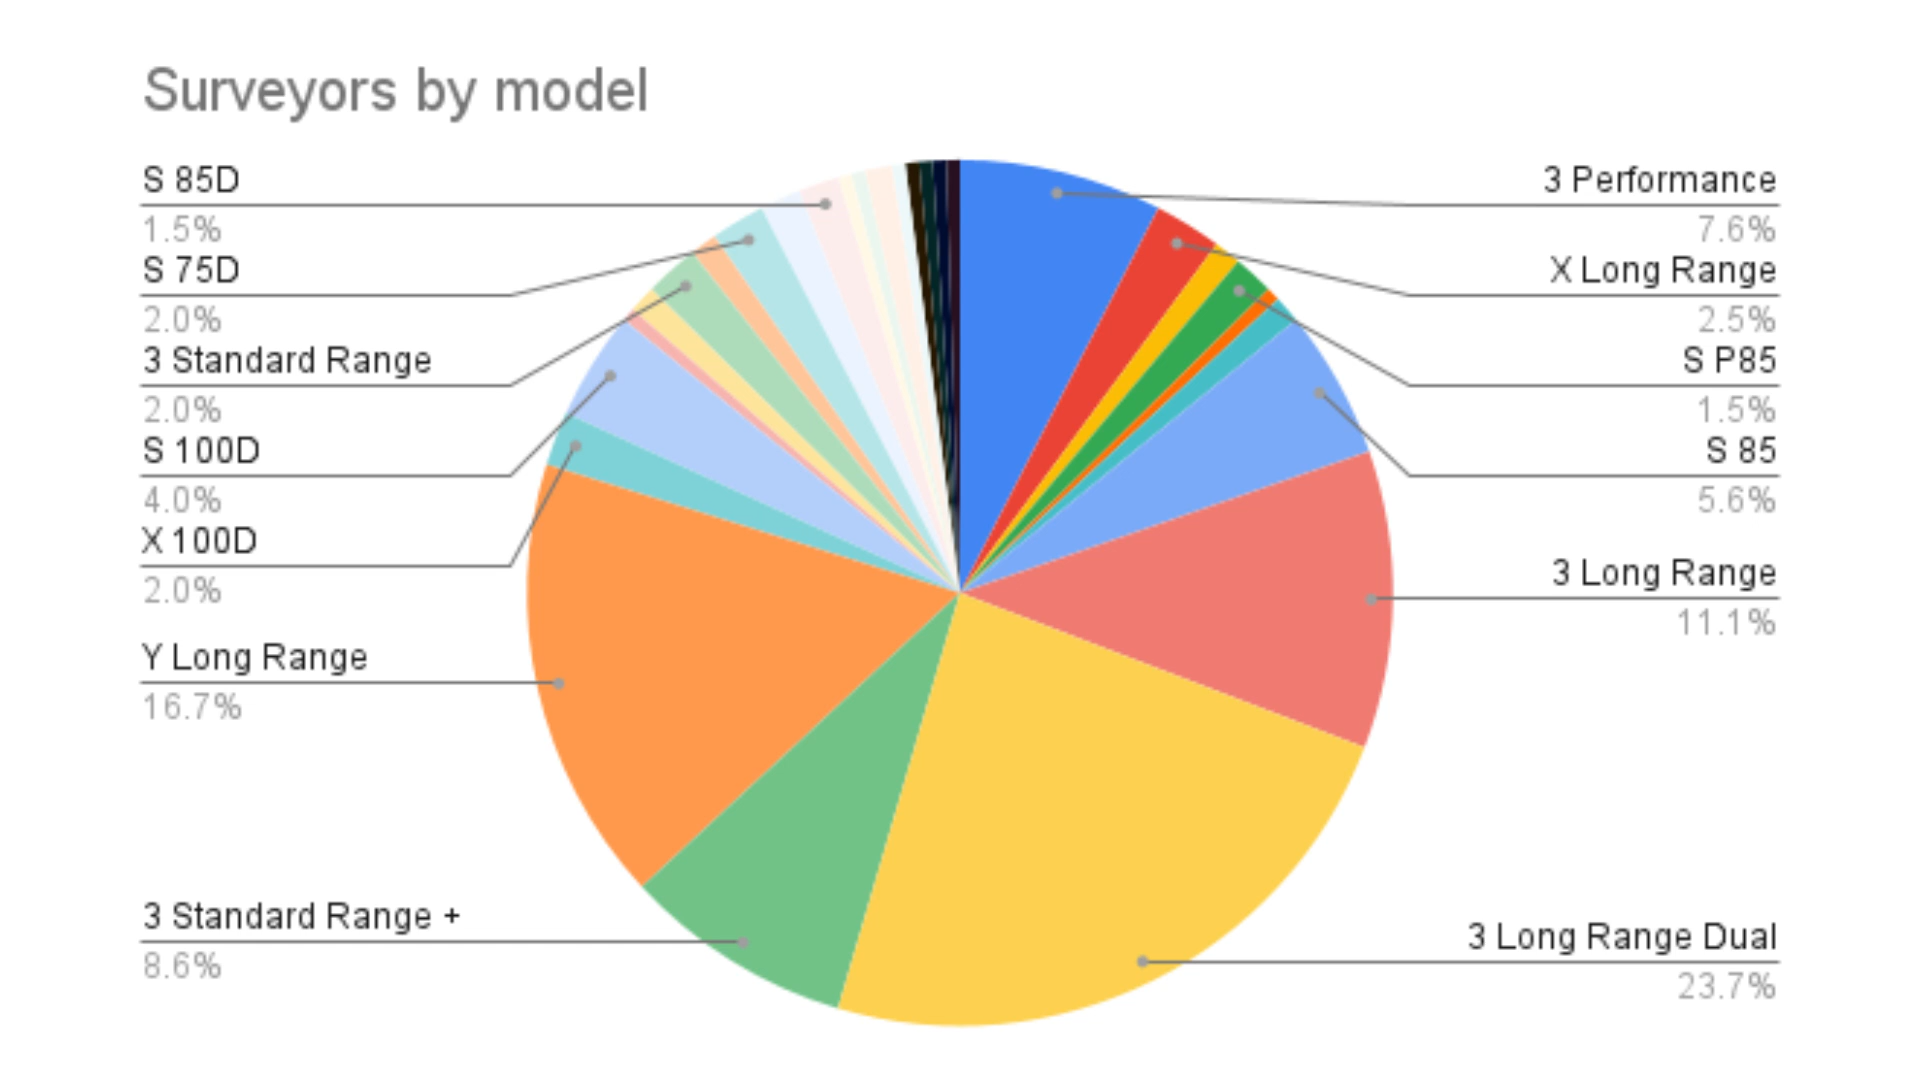 Surveyors by model
S 85D
1.5%
S 75D
2.0%
3 Standard Range
2.0%
S 100D
4.0%
X 100D
2.0%
Y Long Range
16.7%
3 Standard Range +
8.6%
3 Performance
7.6%
X Long Range
2.5%
S P85
1.5%
S 85
5.6%
3 Long Range
11.1%
3 Long Range Dual
23.7%